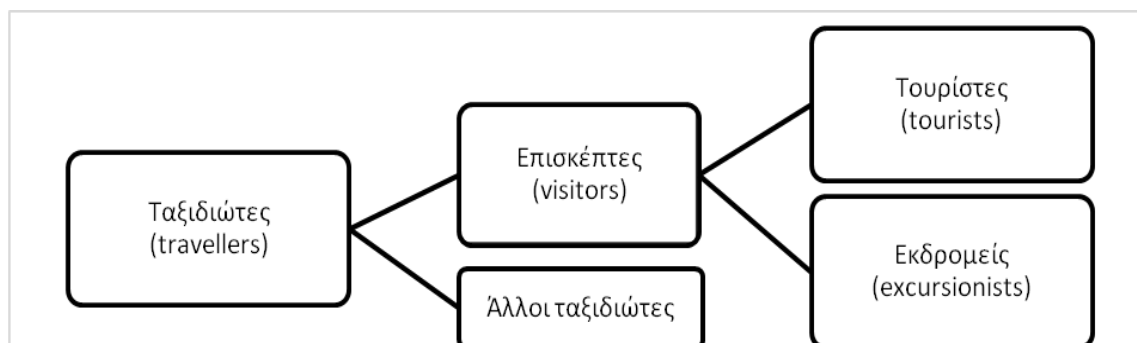 Ταξιδιώτες
(travellers)
Επισκέπτες
(visitors)
Άλλοι ταξιδιώτες
Τουρίστες
(tourists)
Εκδρομείς
(excursionists)